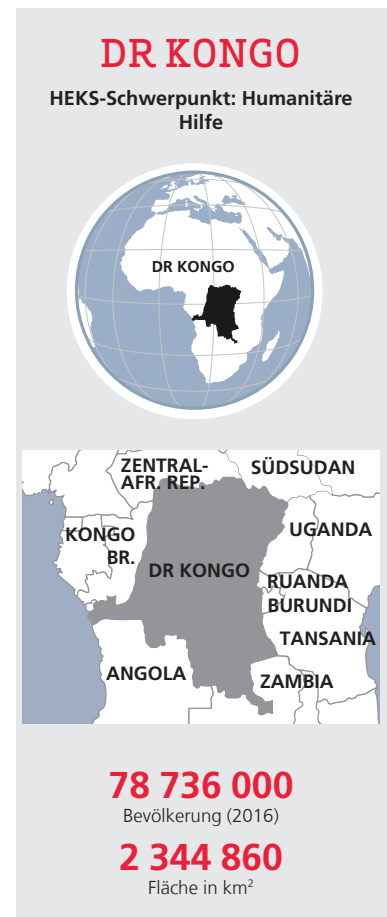 DR KONGO
HEKS-Schwerpunkt: Humanitäre
Hilfe
DR KONGO
ZENTRAL-
AFR. REP.
SÜDSUDAN
KONGO
BR.
UGANDA
DR KONGO
RUANDA
BURUNDI
TANSANIA
ANGOLA
ZAMBIA
78 736 000
Bevölkerung (2016)
2 344 860
Fläche in km²